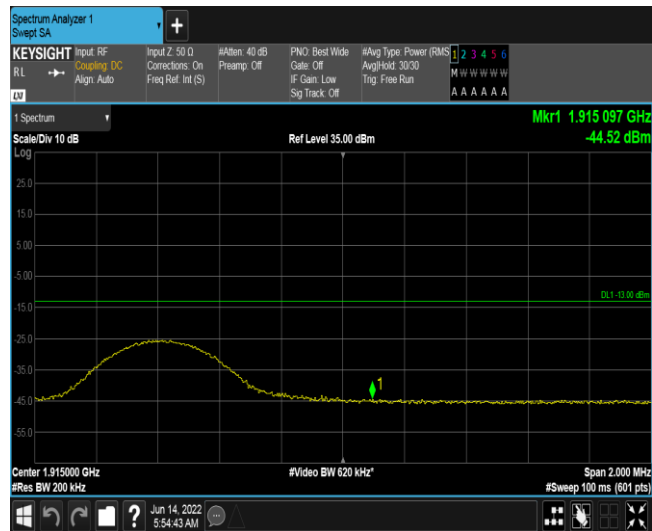 Spectrum Analyzer 1
Swept SA
+
KEYSIGHT Input: RF Input Z: 50 Ω #Atten: 40 dB PNO: Best Wide #Avg Type: Power (RMS 1 2 3 4 5 6
RL Coupling: DC Corrections: On Preamp: Off Gate: Off Avg|Hold: 30/30 M W W W W W
Align: Auto Freq Ref: Int (S) IF Gain: Low Trig: Free Run
LXI Sig Track: Off A A A A A A
1 Spectrum Mkr1 1.915 097 GHz
Scale/Div 10 dB Ref Level 35.00 dBm -44.52 dBm
Log
25.0
15.0
5.00
-5.00
DL1 -13.00 dBm
-15.0
-25.0
-35.0
1
-45.0
-55.0
Center 1.915000 GHz #Video BW 620 kHz* Span 2.000 MHz
#Res BW 200 kHz #Sweep 100 ms (601 pts)
? Jun 14, 2022
5:54:43 AM